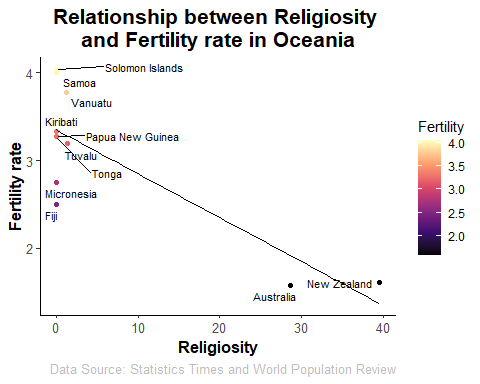 Relationship between Religiosity
and Fertility rate in Oceania
Fertility rate
4
3
2
Solomon Islands
Samoa
Vanuatu
Kiribati
Papua New Guinea
Tuvalu
Tonga
Micronesia
Fiji
New Zealand
Australia
0
10
20
30
40
Religiosity
Fertility
4.0
3.5
3.0
2.5
2.0
Data Source: Statistics Times and World Population Review